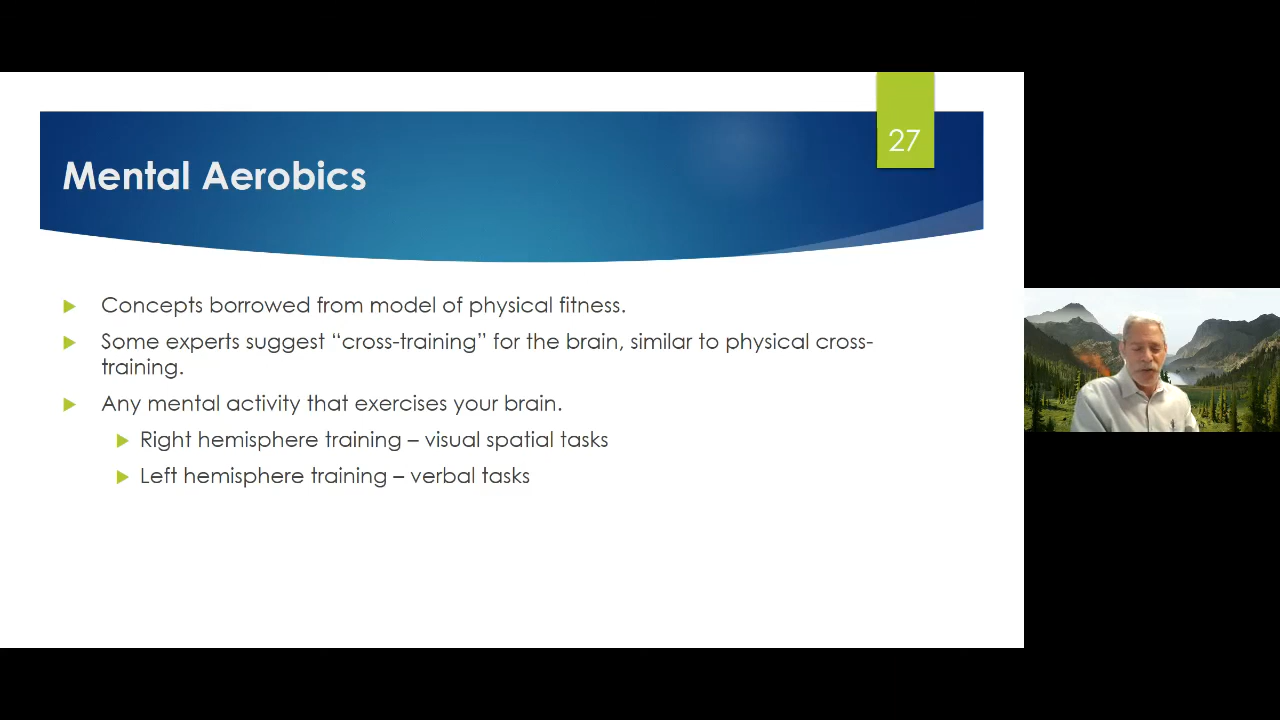 27
Mental Aerobics
Concepts borrowed from model of physical fitness.
Some experts suggest “cross-training” for the brain, similar to physical cross-
training.
Any mental activity that exercises your brain.
Right hemisphere training – visual spatial tasks
Left hemisphere training – verbal tasks